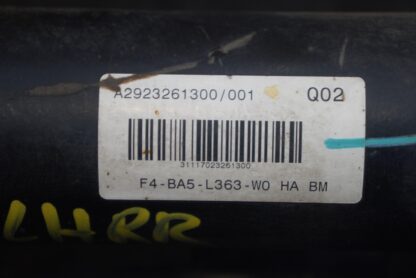 A2923261300/001 Q02
31117023261300
F4-BA5-L363-W0 HA BM
LHRR